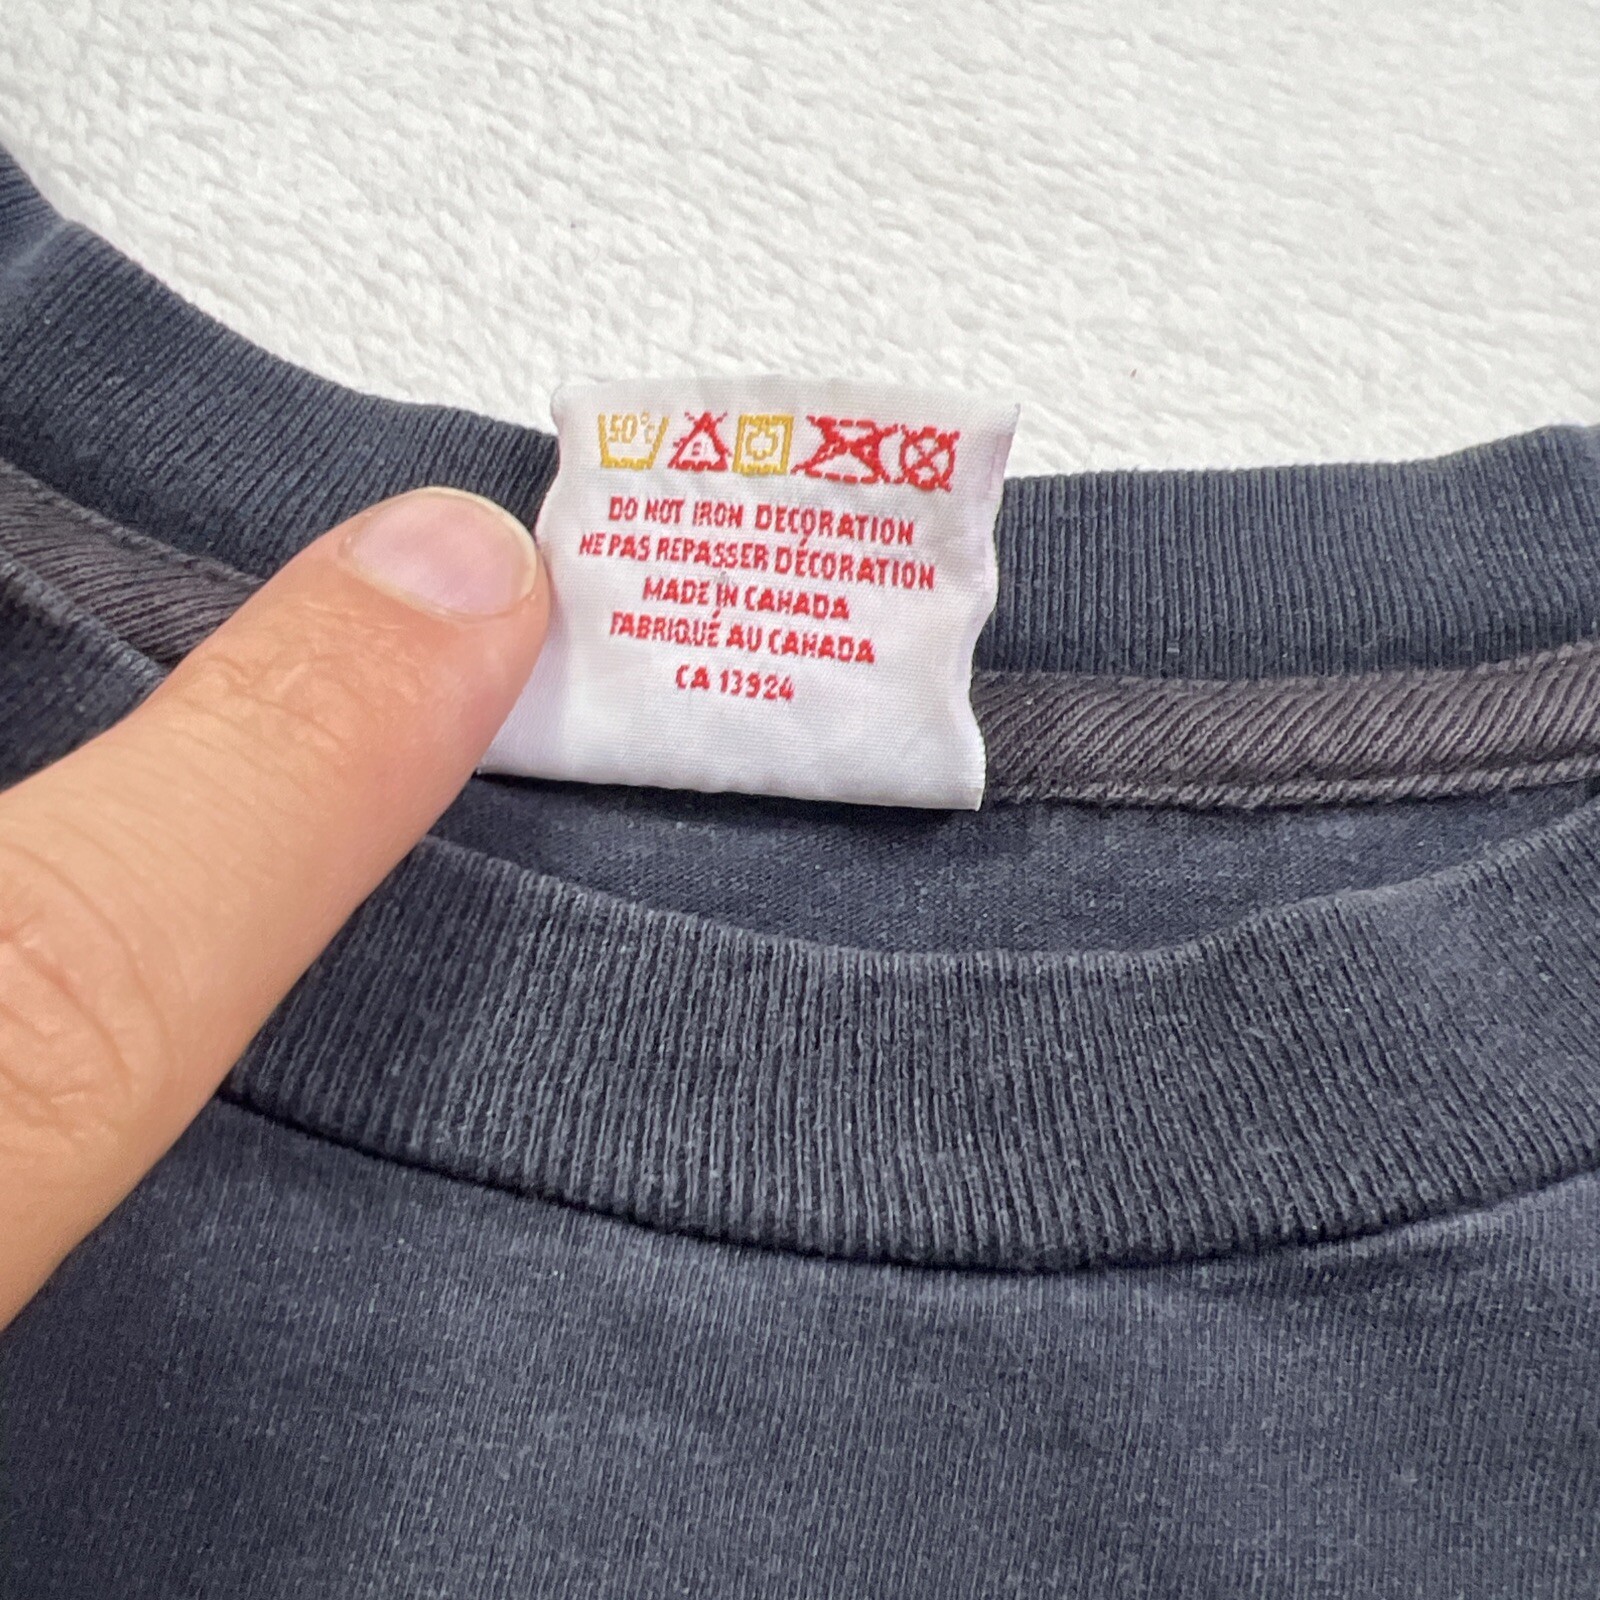 50°C
DO NOT IRON DECORATION
NE PAS REPASSER DÉCORATION
MADE IN CANADA
FABRIQUÉ AU CANADA
CA 13924